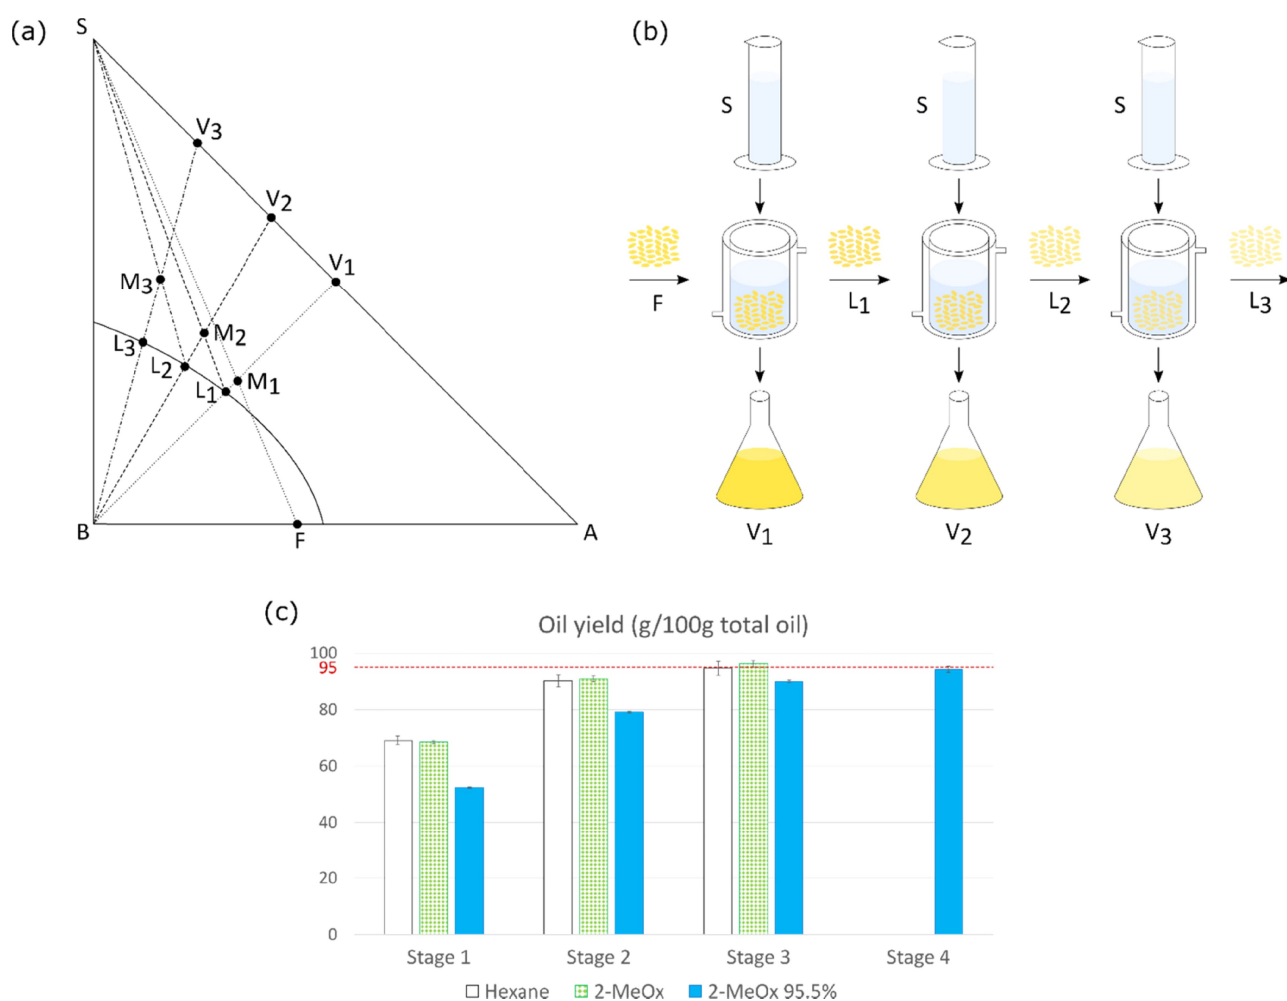 (a)
S
V3
V2
V1
M3
M2
L3
L2
L1
M1
B
F
A
(b)
S
S
S
F
L1
L2
L3
V1
V2
V3
(c)
Oil yield (g/100g total oil)
100
95
80
60
40
20
0
Stage 1
Stage 2
Stage 3
Stage 4
Hexane
2-MeOx
2-MeOx 95.5%